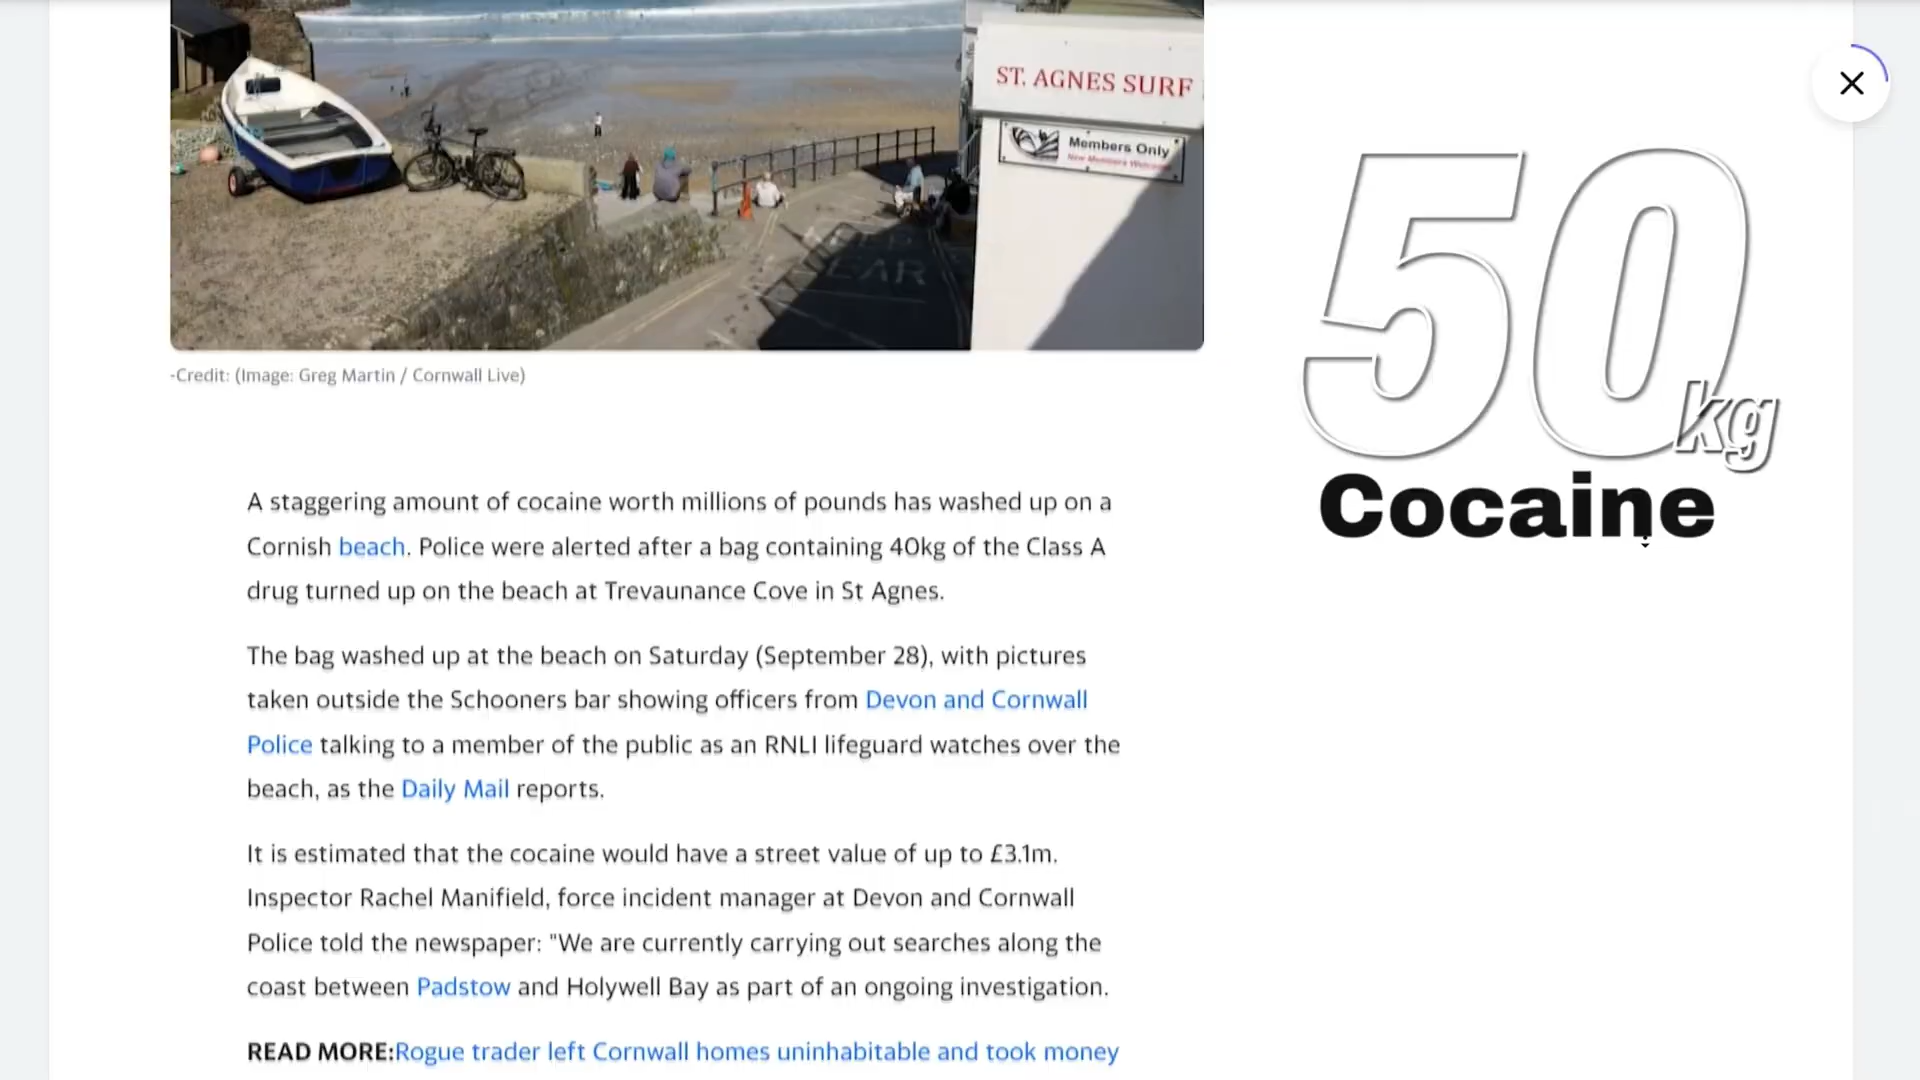 ST. AGNES SURF
Members Only
New Members Welcome
-Credit: (Image: Greg Martin / Cornwall Live)
A staggering amount of cocaine worth millions of pounds has washed up on a
Cornish beach. Police were alerted after a bag containing 40kg of the Class A
drug turned up on the beach at Trevaunance Cove in St Agnes.
The bag washed up at the beach on Saturday (September 28), with pictures
taken outside the Schooners bar showing officers from Devon and Cornwall
Police talking to a member of the public as an RNLI lifeguard watches over the
beach, as the Daily Mail reports.
It is estimated that the cocaine would have a street value of up to £3.1m.
Inspector Rachel Manifield, force incident manager at Devon and Cornwall
Police told the newspaper: "We are currently carrying out searches along the
coast between Padstow and Holywell Bay as part of an ongoing investigation.
READ MORE:Rogue trader left Cornwall homes uninhabitable and took money
50kg
Cocaine